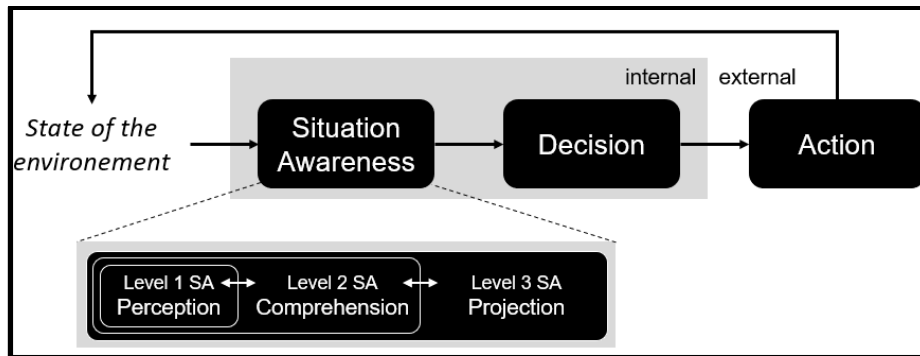 internal
external
State of the
environement
Situation
Awareness
Decision
Action
Level 1 SA
Perception
Level 2 SA
Comprehension
Level 3 SA
Projection